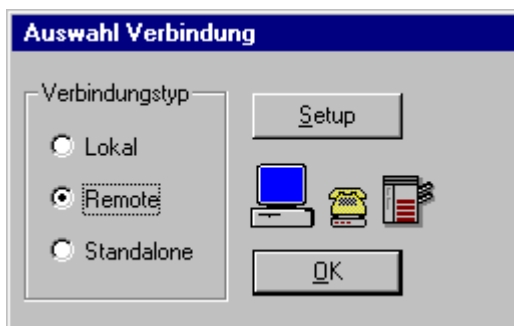 Auswahl Verbindung
Verbindungstyp
Setup
Lokal
Remote
Standalone
OK